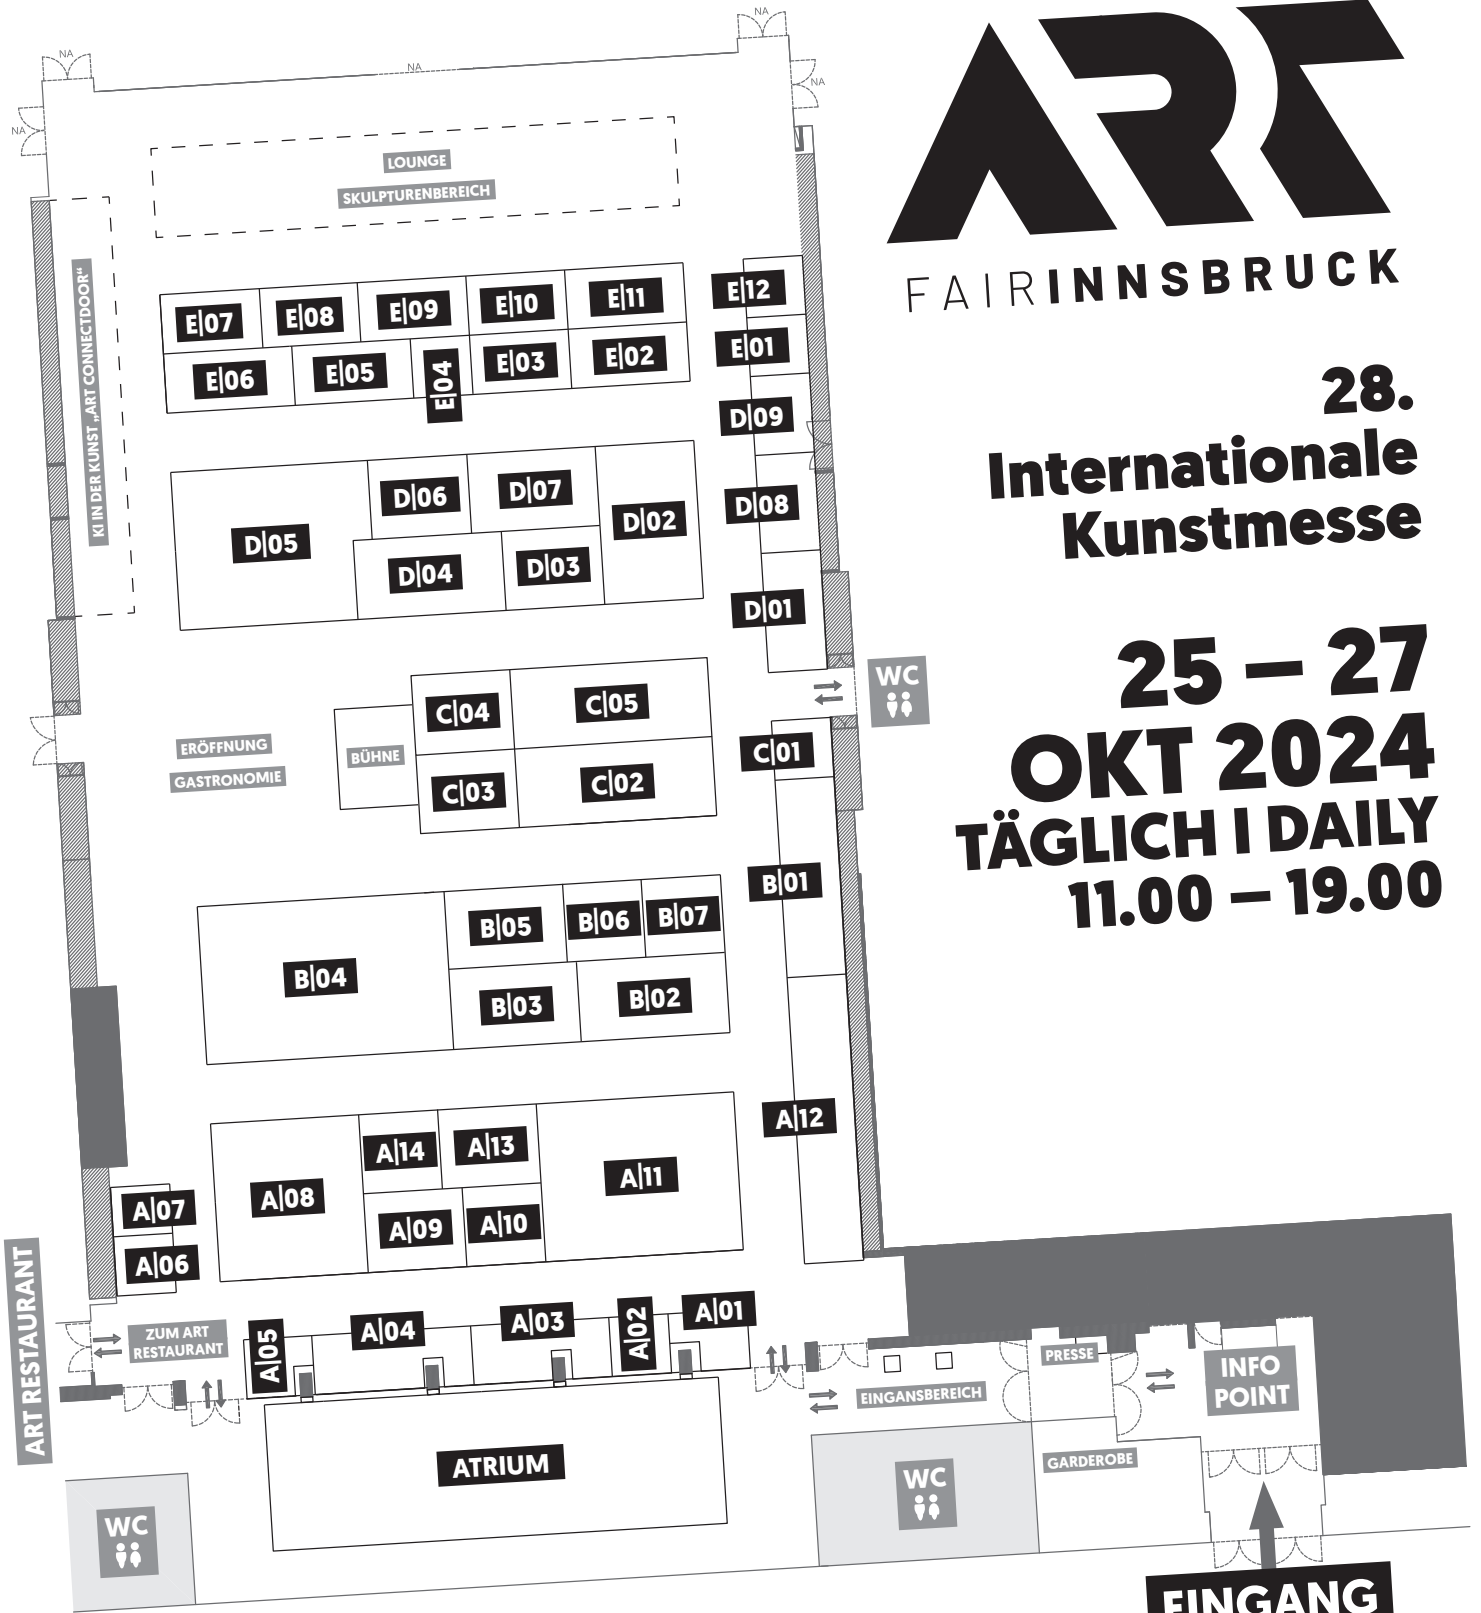 NA
NA
NA
NA
NA
LOUNGE
SKULPTURENBEREICH
KI IN DER KUNST „ART CONNECTDOOR“
ART
FAIRINNSBRUCK
28.
Internationale
Kunstmesse
25 – 27
OKT 2024
TÄGLICH I DAILY
11.00 – 19.00
E|07
E|08
E|09
E|10
E|11
E|12
E|06
E|05
E|04
E|03
E|02
E|01
D|09
D|05
D|06
D|07
D|02
D|08
D|04
D|03
D|01
WC
ERÖFFNUNG
GASTRONOMIE
BÜHNE
C|04
C|05
C|03
C|02
C|01
B|01
B|04
B|05
B|06
B|07
B|03
B|02
A|12
A|08
A|14
A|13
A|11
A|09
A|10
A|07
A|06
ART RESTAURANT
ZUM ART
RESTAURANT
A|05
A|04
A|03
A|02
A|01
PRESSE
INFO
POINT
EINGANSBEREICH
GARDEROBE
ATRIUM
WC
WC
EINGANG